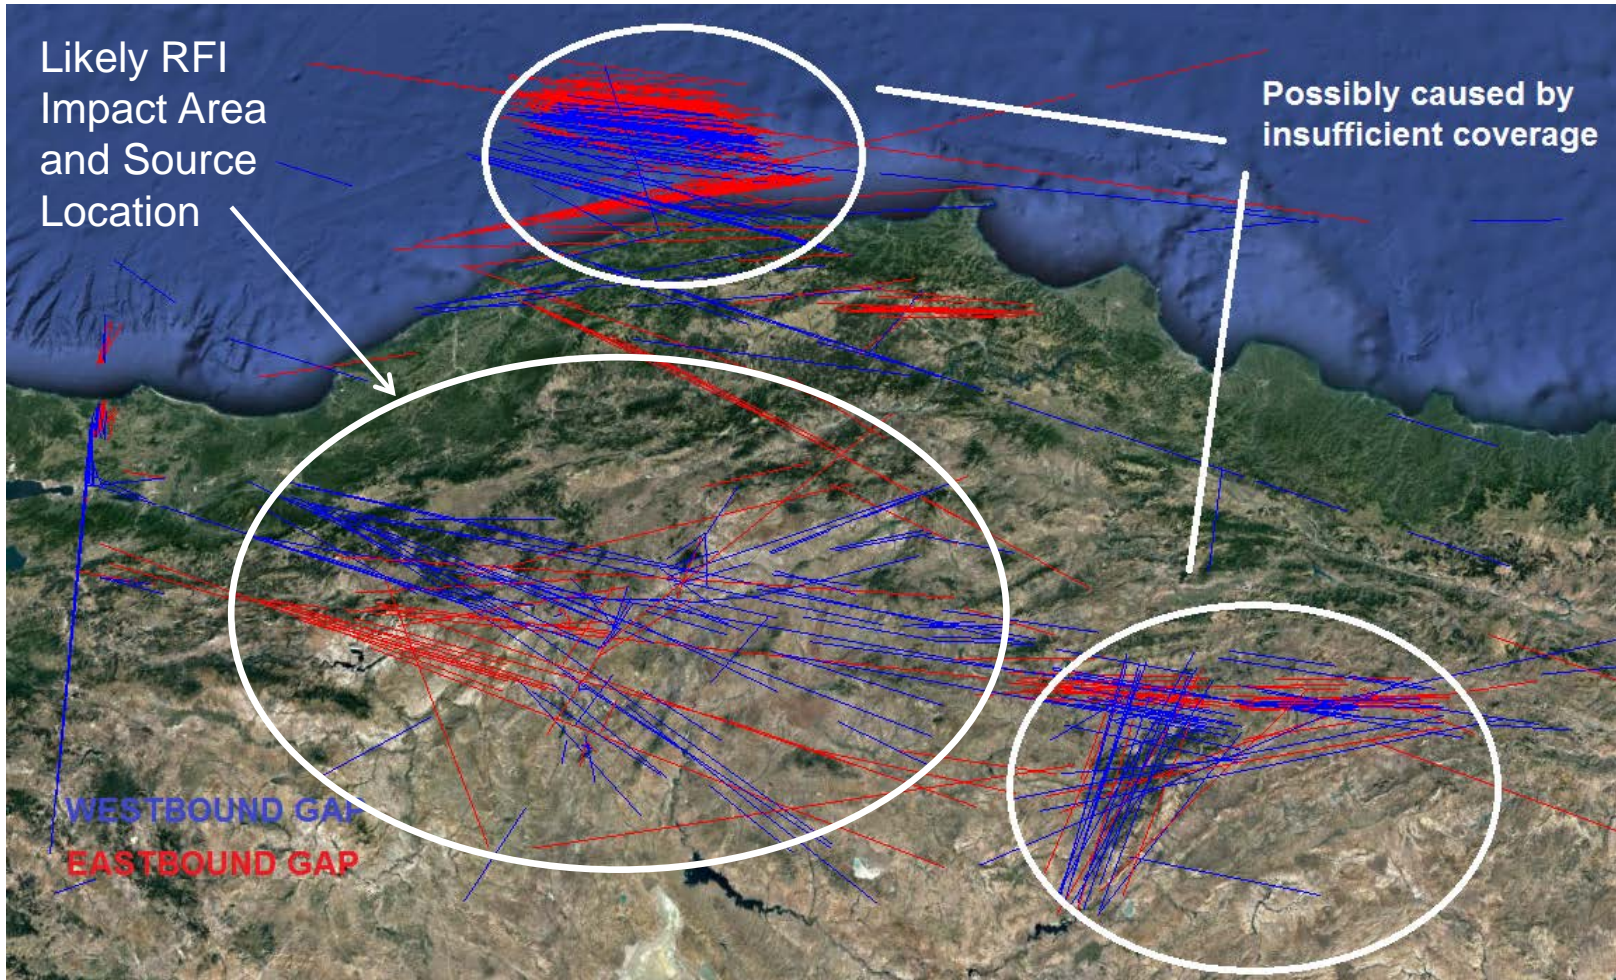 Likely RFI
Impact Area
and Source
Location
Possibly caused by
insufficient coverage
WESTBOUND GAP
EASTBOUND GAP